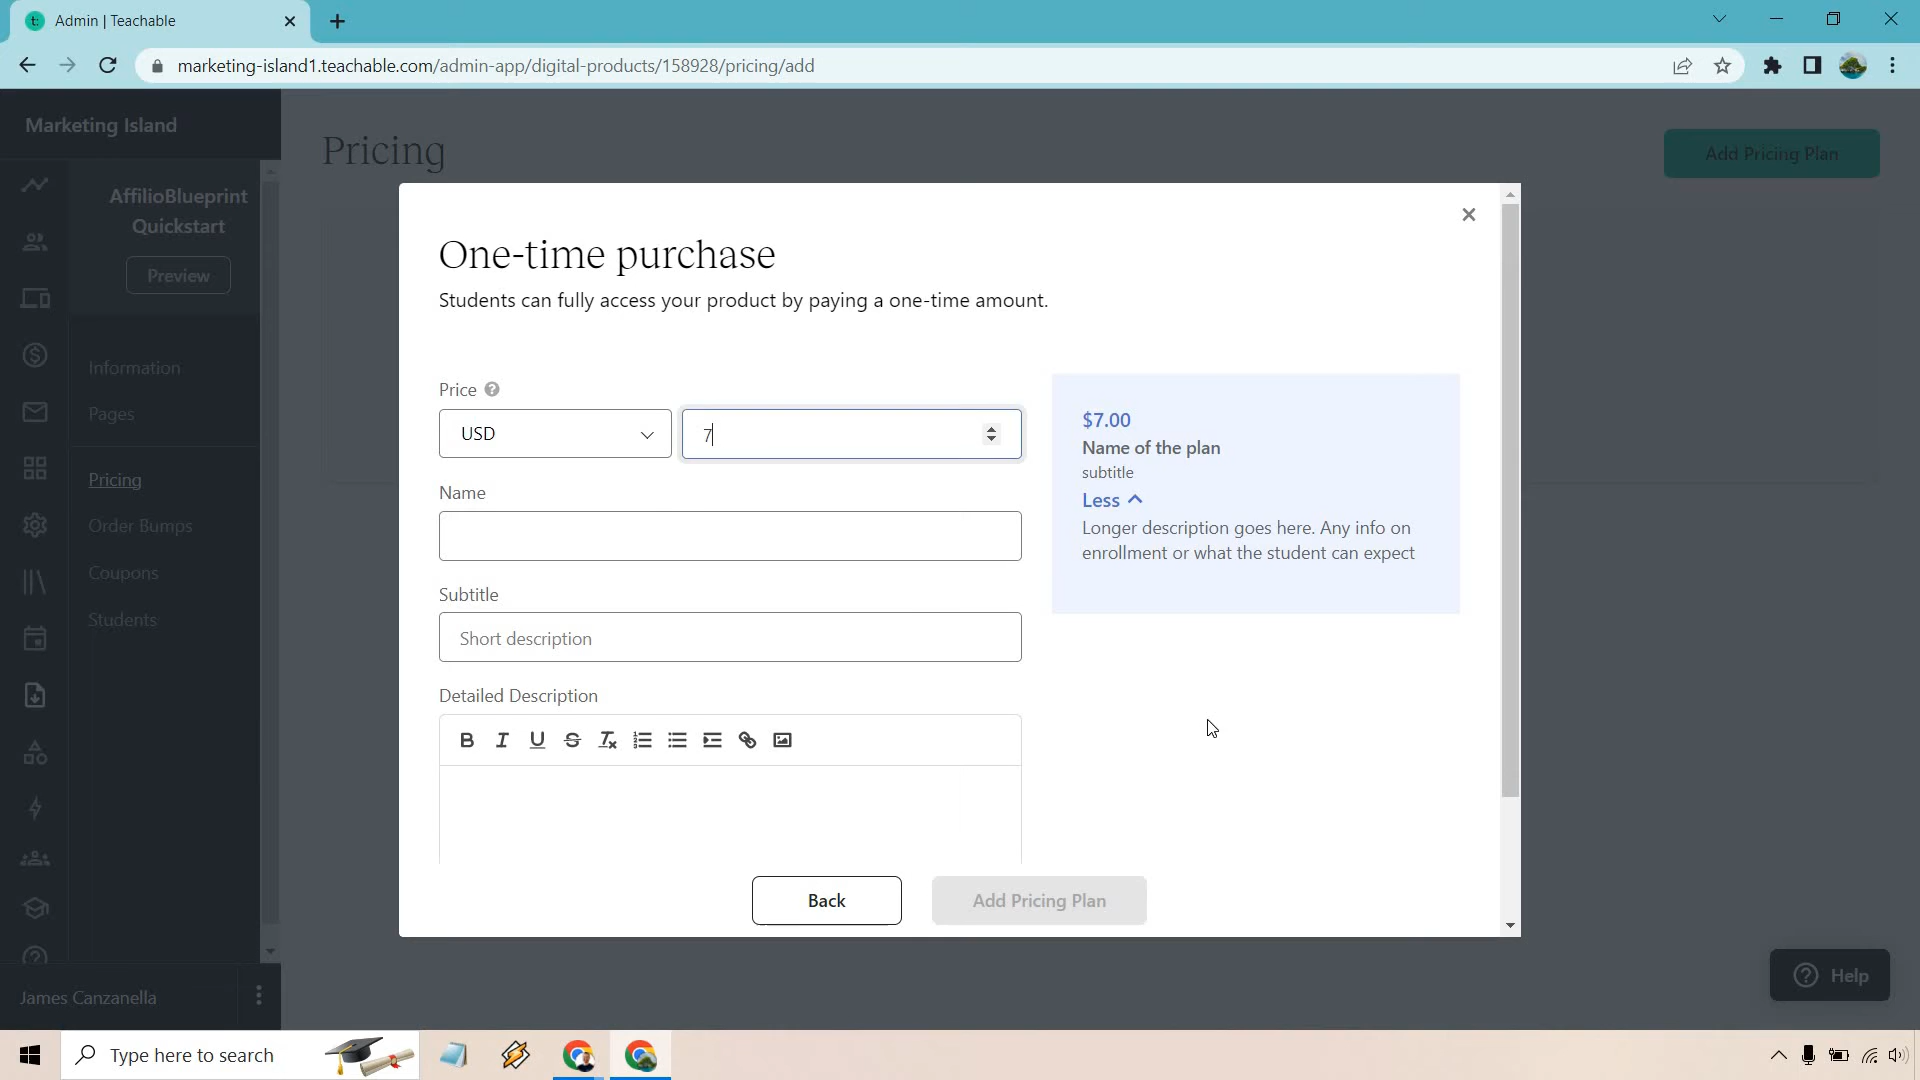 Admin | Teachable
marketing-island1.teachable.com/admin-app/digital-products/158928/pricing/add
Marketing Island
AffilioBlueprint
Quickstart
Preview
Information
Pages
Pricing
Order Bumps
Coupons
Students
James Canzanella
Pricing
Add Pricing Plan
One-time purchase
Students can fully access your product by paying a one-time amount.
Price
USD
7
Name
Subtitle
Short description
Detailed Description
$7.00
Name of the plan
subtitle
Less
Longer description goes here. Any info on
enrollment or what the student can expect
Back
Add Pricing Plan
Help
Type here to search